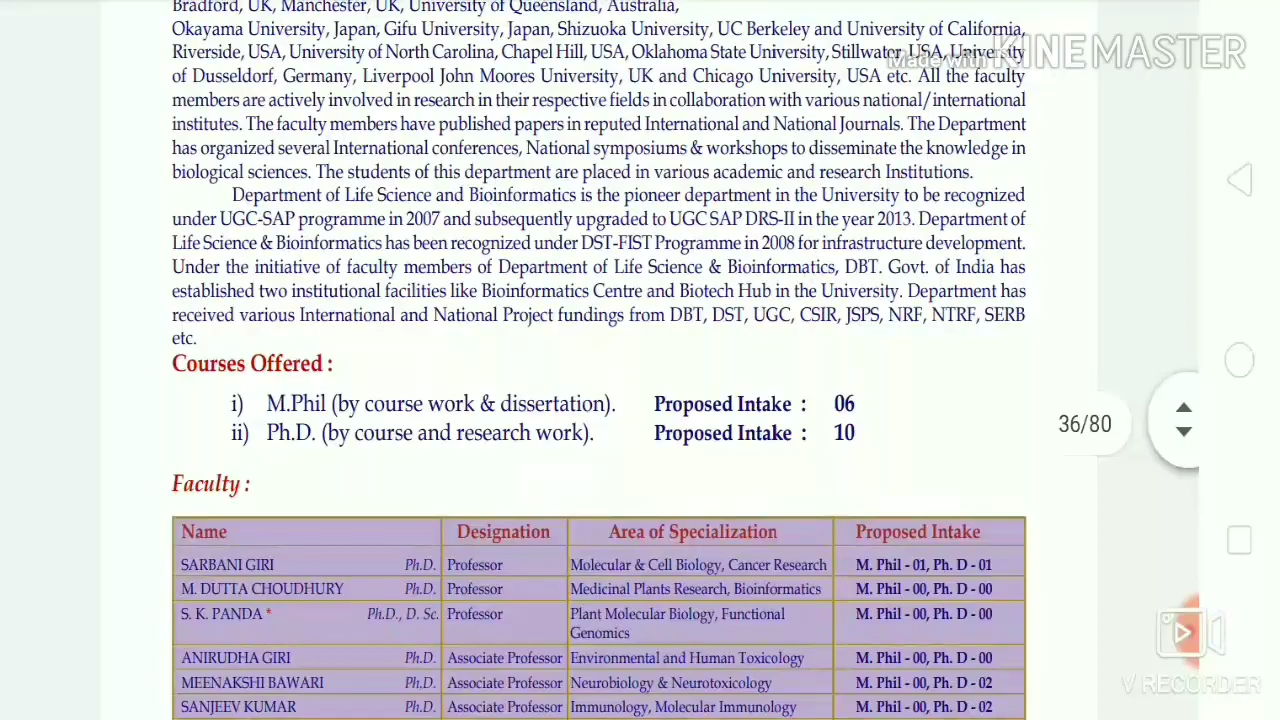 Bradford, UK, Manchester, UK, University of Queensland, Australia,
Okayama University, Japan, Gifu University, Japan, Shizuoka University, UC Berkeley and University of California,
Riverside, USA, University of North Carolina, Chapel Hill, USA, Oklahoma State University, Stillwater, USA, University
of Dusseldorf, Germany, Liverpool John Moores University, UK and Chicago University, USA etc. All the faculty
members are actively involved in research in their respective fields in collaboration with various national/international
institutes. The faculty members have published papers in reputed International and National Journals. The Department
has organized several International conferences, National symposiums & workshops to disseminate the knowledge in
biological sciences. The students of this department are placed in various academic and research Institutions.
Department of Life Science and Bioinformatics is the pioneer department in the University to be recognized
under UGC-SAP programme in 2007 and subsequently upgraded to UGC SAP DRS-II in the year 2013. Department of
Life Science & Bioinformatics has been recognized under DST-FIST Programme in 2008 for infrastructure development.
Under the initiative of faculty members of Department of Life Science & Bioinformatics, DBT. Govt. of India has
established two institutional facilities like Bioinformatics Centre and Biotech Hub in the University. Department has
received various International and National Project fundings from DBT, DST, UGC, CSIR, JSPS, NRF, NTRF, SERB
etc.
Courses Offered :
i) M.Phil (by course work & dissertation). Proposed Intake : 06
ii) Ph.D. (by course and research work). Proposed Intake : 10
Faculty :
Name Designation Area of Specialization Proposed Intake
SARBANI GIRI Ph.D. Professor Molecular & Cell Biology, Cancer Research M. Phil - 01, Ph. D - 01
M. DUTTA CHOUDHURY Ph.D. Professor Medicinal Plants Research, Bioinformatics M. Phil - 00, Ph. D - 00
S. K. PANDA * Ph.D., D. Sc. Professor Plant Molecular Biology, Functional M. Phil - 00, Ph. D - 00
Genomics
ANIRUDHA GIRI Ph.D. Associate Professor Environmental and Human Toxicology M. Phil - 00, Ph. D - 00
MEENAKSHI BAWARI Ph.D. Associate Professor Neurobiology & Neurotoxicology M. Phil - 00, Ph. D - 02
SANJEEV KUMAR Ph.D. Associate Professor Immunology, Molecular Immunology M. Phil - 00, Ph. D - 02
Made with KINEMASTER
36/80
V RECORDER